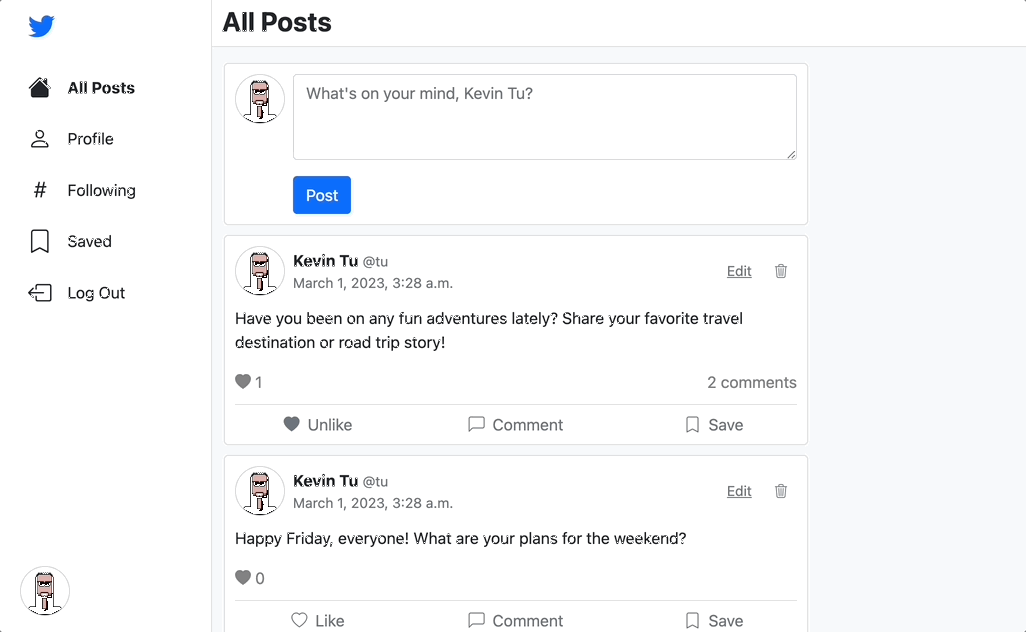 All Posts
All Posts
Profile
# Following
Saved
Log Out
What's on your mind, Kevin Tu?
Post
Kevin Tu @tu
March 1, 2023, 3:28 a.m.
Edit
Have you been on any fun adventures lately? Share your favorite travel
destination or road trip story!
1
2 comments
Unlike
Comment
Save
Kevin Tu @tu
March 1, 2023, 3:28 a.m.
Edit
Happy Friday, everyone! What are your plans for the weekend?
0
Like
Comment
Save